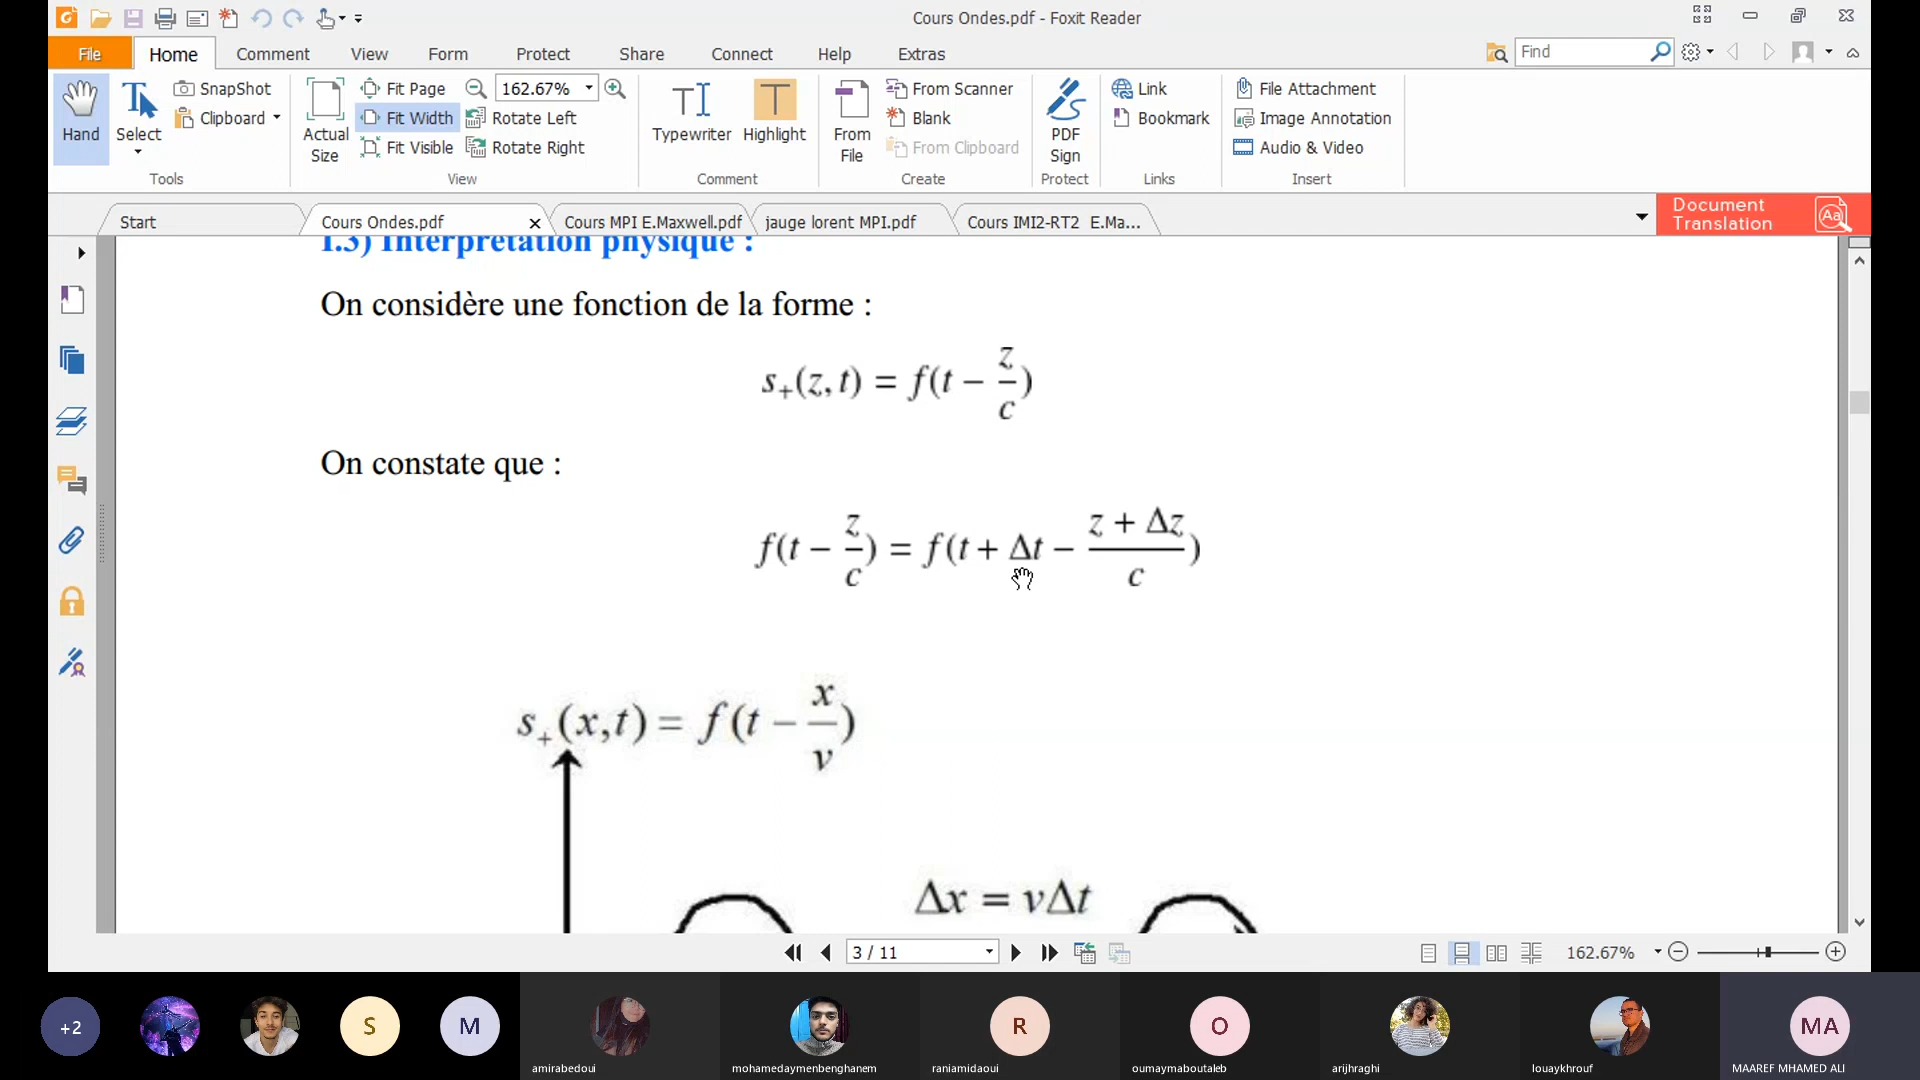 Cours Ondes.pdf - Foxit Reader
File Home Comment View Form Protect Share Connect Help Extras
Find
Hand
Select
SnapShot
Clipboard
Tools
Actual Size
Fit Page
Fit Width
Fit Visible
162.67%
Rotate Left
Rotate Right
View
Typewriter
Highlight
Comment
From File
From Scanner
Blank
From Clipboard
Create
PDF Sign
Protect
Link
Bookmark
Links
File Attachment
Image Annotation
Audio & Video
Insert
Start
Cours Ondes.pdf
Cours MPI E.Maxwell.pdf
jauge lorent MPI.pdf
Cours IMI2-RT2 E.Ma...
Document Translation
I.3) Interprétation physique :
On considère une fonction de la forme :
s₊(z, t) = f(t − z/c)
On constate que :
f(t − z/c) = f(t + Δt − (z + Δz)/c)
s₊(x,t) = f(t − x/v)
Δx = vΔt
3 / 11
162.67%
+2
S
M
R
O
MA
amirabedoui
mohamedaymenbenghanem
raniamidaoui
oumaymaboutaleb
arijhraghi
louaykhrouf
MAAREF MHAMED ALI